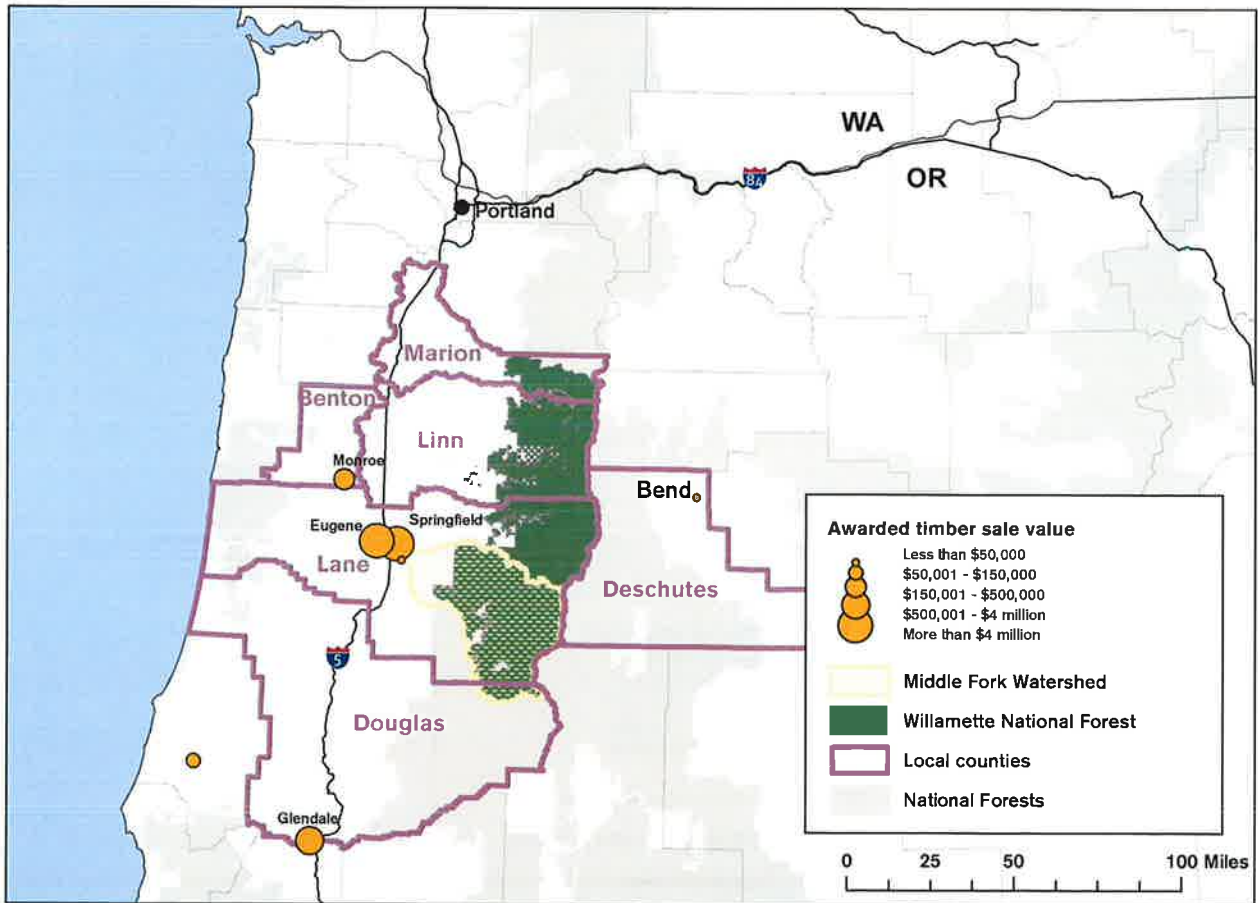 WA
OR
84
Portland
Marion
Benton
Linn
Monroe
Bend
Eugene
Springfield
Lane
Deschutes
5
Douglas
Glendale
Awarded timber sale value
Less than $50,000
$50,001 - $150,000
$150,001 - $500,000
$500,001 - $4 million
More than $4 million
Middle Fork Watershed
Willamette National Forest
Local counties
National Forests
0 25 50 100 Miles